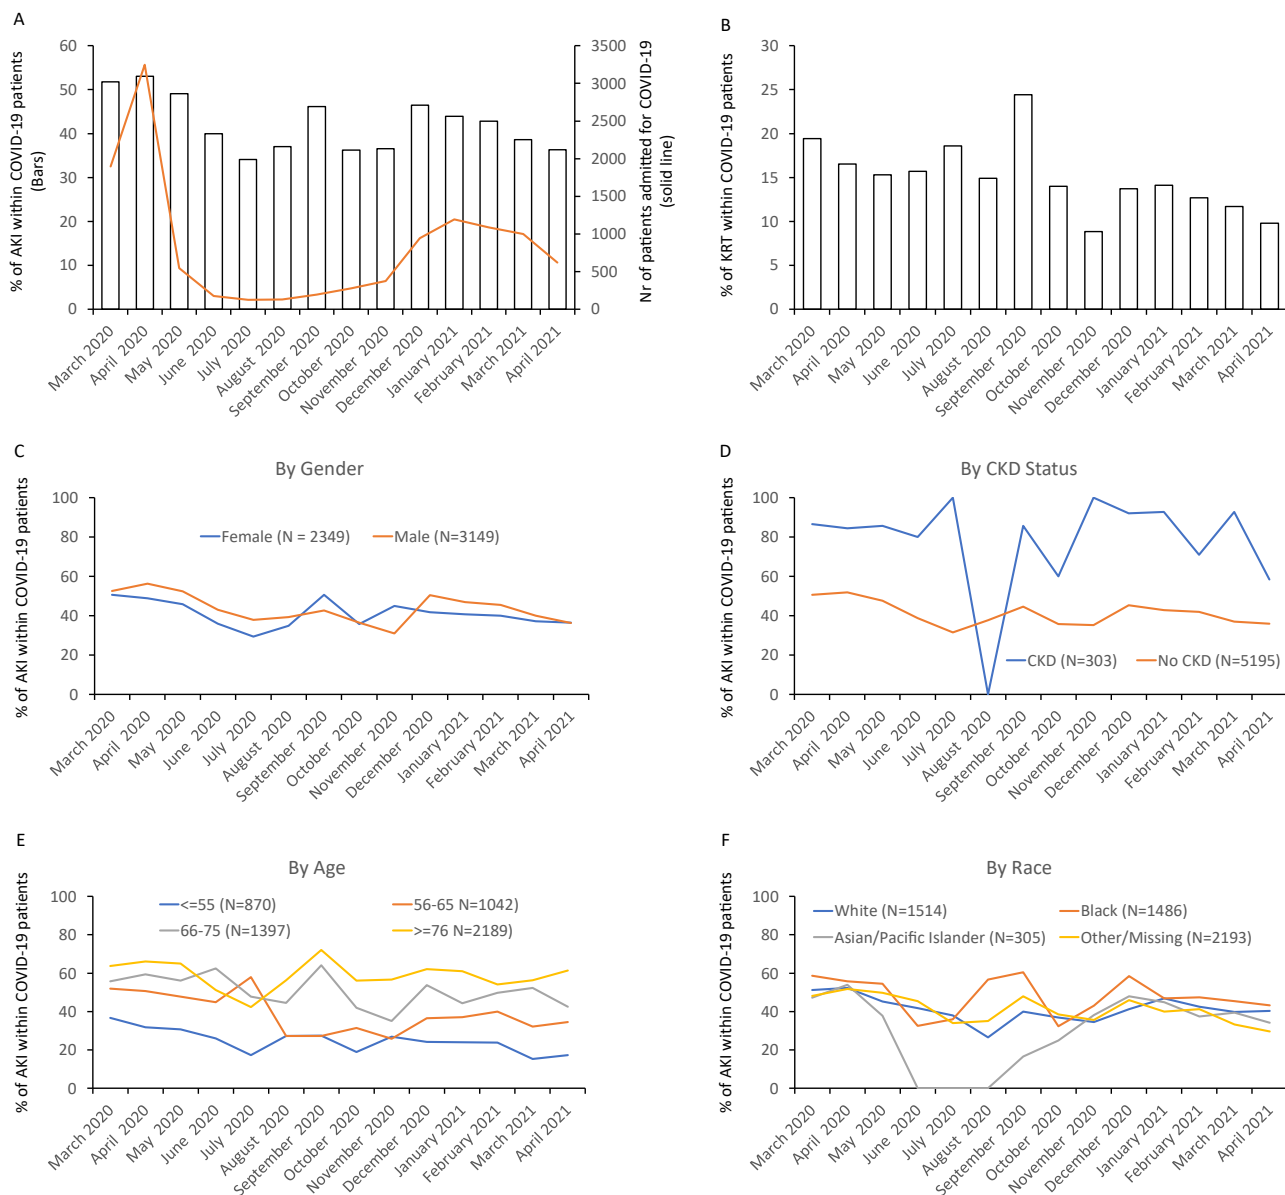 A
% of AKI within COVID-19 patients
(Bars)
60
50
40
30
20
10
0
3500
3000
2500
2000
1500
1000
500
0
Nr of patients admitted for COVID-19
(solid line)
March 2020
April 2020
May 2020
June 2020
July 2020
August 2020
September 2020
October 2020
November 2020
December 2020
January 2021
February 2021
March 2021
April 2021
B
% of KRT within COVID-19 patients
30
25
20
15
10
5
0
March 2020
April 2020
May 2020
June 2020
July 2020
August 2020
September 2020
October 2020
November 2020
December 2020
January 2021
February 2021
March 2021
April 2021
C
By Gender
% of AKI within COVID-19 patients
100
80
60
40
20
0
Female (N = 2349)
Male (N=3149)
March 2020
April 2020
May 2020
June 2020
July 2020
August 2020
September 2020
October 2020
November 2020
December 2020
January 2021
February 2021
March 2021
April 2021
D
By CKD Status
% of AKI within COVID-19 patients
100
80
60
40
20
0
CKD (N=303)
No CKD (N=5195)
March 2020
April 2020
May 2020
June 2020
July 2020
August 2020
September 2020
October 2020
November 2020
December 2020
January 2021
February 2021
March 2021
April 2021
E
By Age
% of AKI within COVID-19 patients
100
80
60
40
20
0
<=55 (N=870)
56-65 N=1042)
66-75 (N=1397)
>=76 N=2189)
March 2020
April 2020
May 2020
June 2020
July 2020
August 2020
September 2020
October 2020
November 2020
December 2020
January 2021
February 2021
March 2021
April 2021
F
By Race
% of AKI within COVID-19 patients
100
80
60
40
20
0
White (N=1514)
Black (N=1486)
Asian/Pacific Islander (N=305)
Other/Missing (N=2193)
March 2020
April 2020
May 2020
June 2020
July 2020
August 2020
September 2020
October 2020
November 2020
December 2020
January 2021
February 2021
March 2021
April 2021